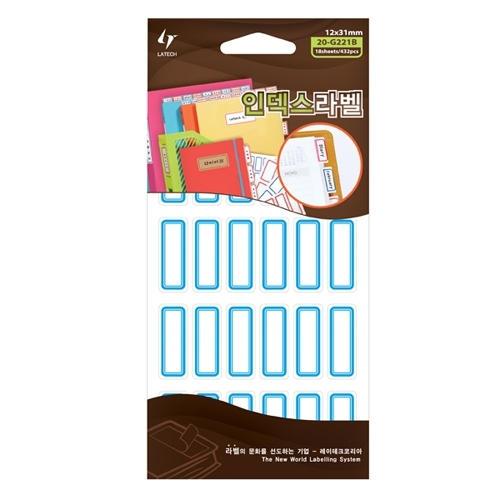 LATECH
12x31mm
20-G221B
18sheets/432pcs
인덱스라벨
라벨의 문화를 선도하는 기업 - 레이테크코리아
The New World Labelling System